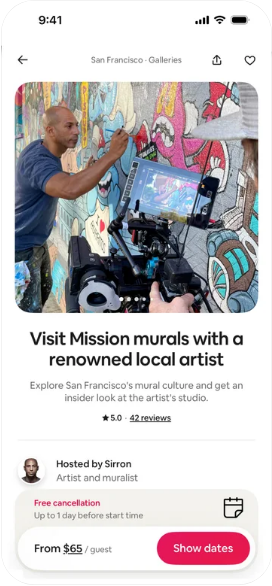 9:41
San Francisco · Galleries
Visit Mission murals with a
renowned local artist
Explore San Francisco's mural culture and get an
insider look at the artist's studio.
★ 5.0 · 42 reviews
Hosted by Sirron
Artist and muralist
Free cancellation
Up to 1 day before start time
From $65 / guest
Show dates